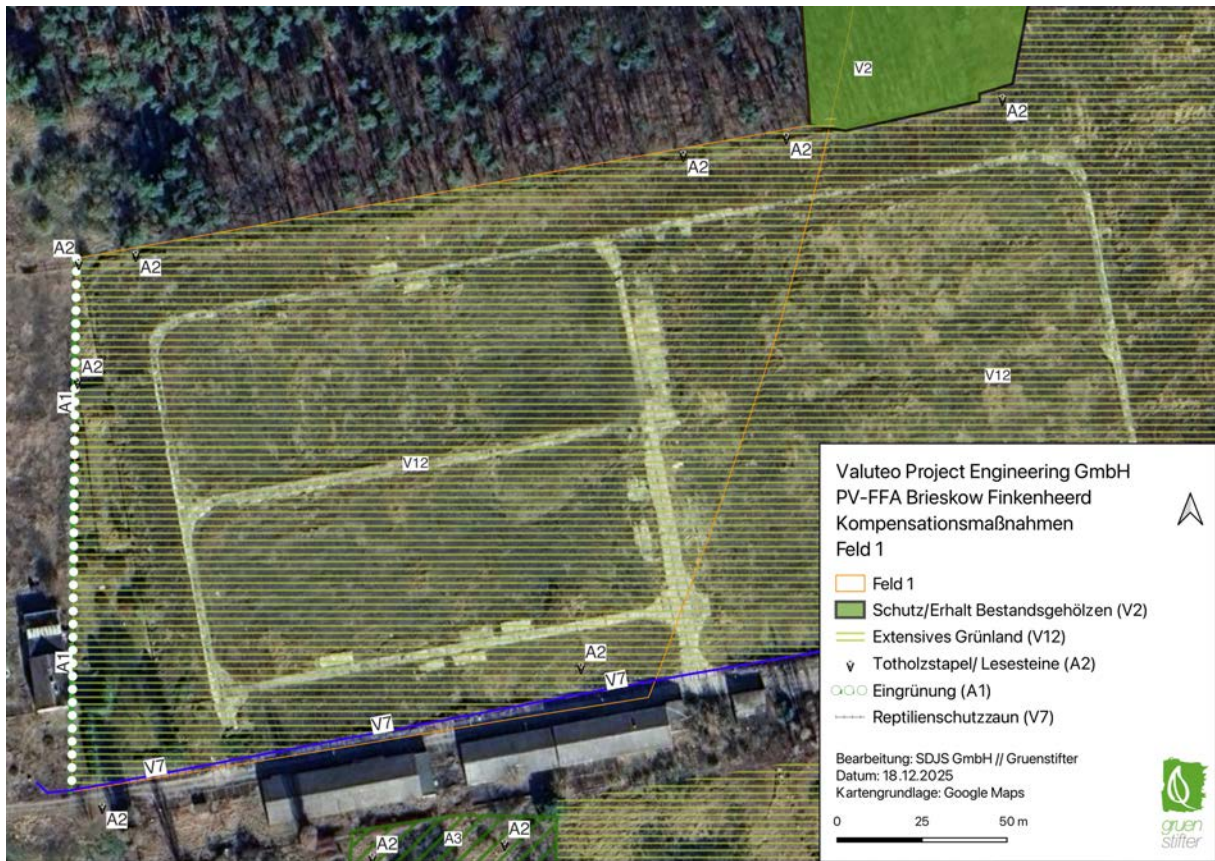 V2
A2
A2
A2
A2
A2
A2
A1
V12
V12
A1
A2
V7
V7
V7
A2
A2
A3
A2
Valuteo Project Engineering GmbH
PV-FFA Brieskow Finkenheerd
Kompensationsmaßnahmen
Feld 1
Feld 1
Schutz/Erhalt Bestandsgehölzen (V2)
Extensives Grünland (V12)
Totholzstapel/ Lesesteine (A2)
Eingrünung (A1)
Reptilienschutzzaun (V7)
Bearbeitung: SDJS GmbH // Gruenstifter
Datum: 18.12.2025
Kartengrundlage: Google Maps
0 25 50 m
gruen
stifter